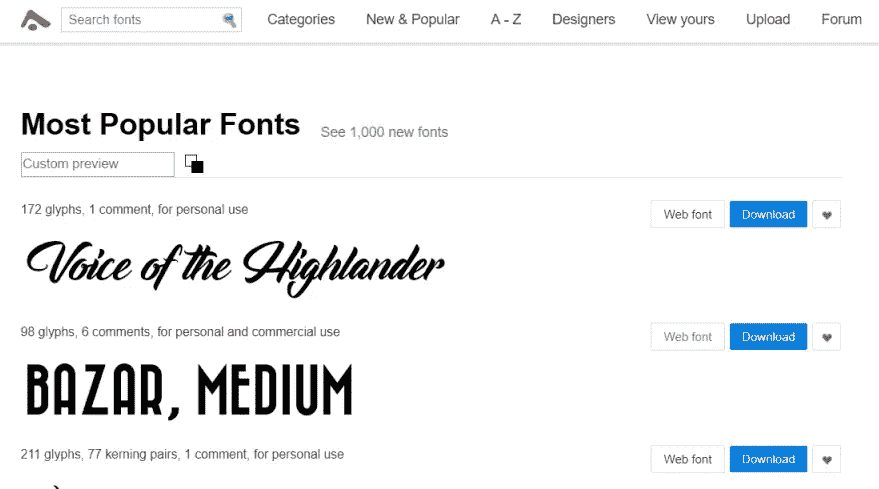 Search fonts Categories New & Popular A - Z Designers View yours Upload Forum
Most Popular Fonts See 1,000 new fonts
Custom preview
172 glyphs, 1 comment, for personal use Web font Download
Voice of the Highlander
98 glyphs, 6 comments, for personal and commercial use Web font Download
BAZAR, MEDIUM
211 glyphs, 77 kerning pairs, 1 comment, for personal use Web font Download